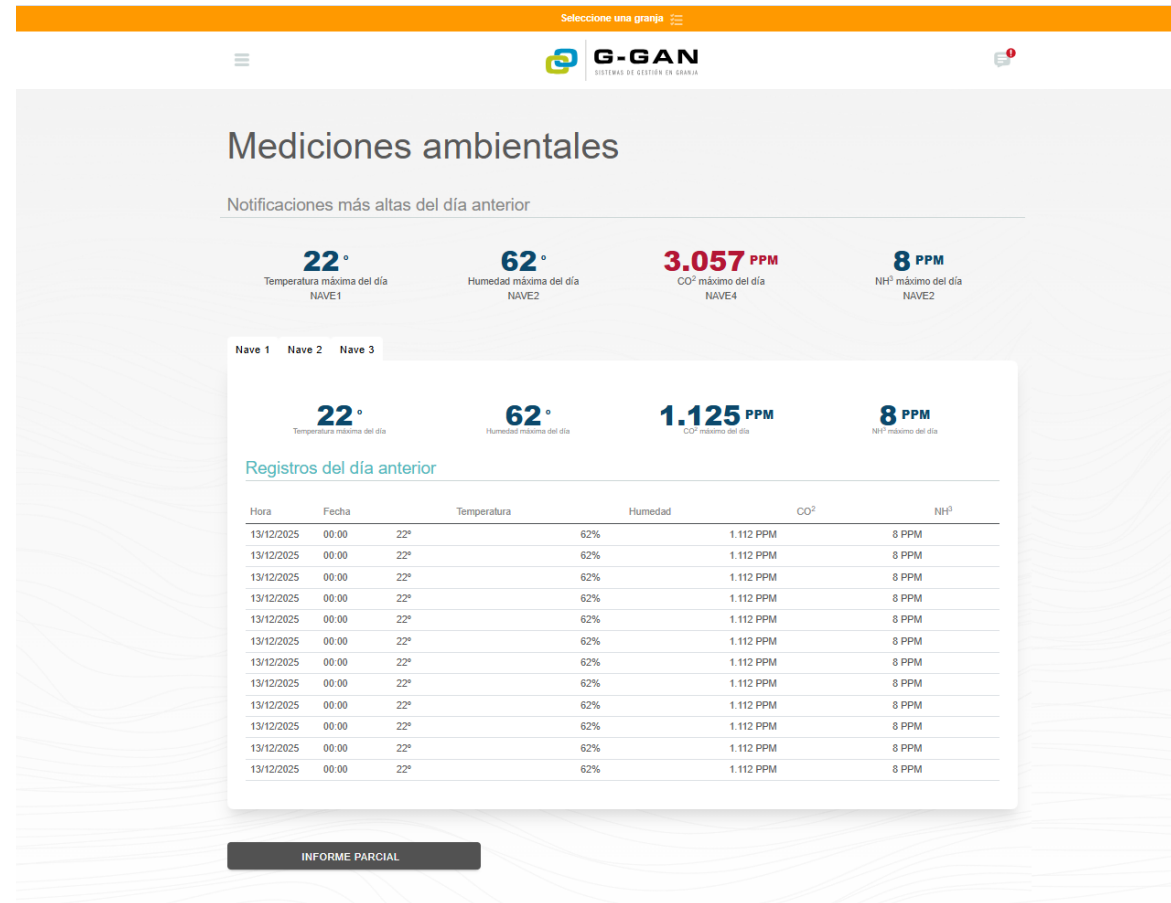 Seleccione una granja
G-GAN
SISTEMAS DE GESTIÓN EN GRANJA
Mediciones ambientales
Notificaciones más altas del día anterior
22 º 62 º 3.057 PPM 8 PPM
Temperatura máxima del día Humedad máxima del día CO² máximo del día NH³ máximo del día
NAVE1 NAVE2 NAVE4 NAVE2
Nave 1 Nave 2 Nave 3
22 º 62 º 1.125 PPM 8 PPM
Temperatura máxima del día Humedad máxima del día CO² máximo del día NH³ máximo del día
Registros del día anterior
Hora Fecha Temperatura Humedad CO² NH³
13/12/2025 00:00 22º 62% 1.112 PPM 8 PPM
13/12/2025 00:00 22º 62% 1.112 PPM 8 PPM
13/12/2025 00:00 22º 62% 1.112 PPM 8 PPM
13/12/2025 00:00 22º 62% 1.112 PPM 8 PPM
13/12/2025 00:00 22º 62% 1.112 PPM 8 PPM
13/12/2025 00:00 22º 62% 1.112 PPM 8 PPM
13/12/2025 00:00 22º 62% 1.112 PPM 8 PPM
13/12/2025 00:00 22º 62% 1.112 PPM 8 PPM
13/12/2025 00:00 22º 62% 1.112 PPM 8 PPM
13/12/2025 00:00 22º 62% 1.112 PPM 8 PPM
13/12/2025 00:00 22º 62% 1.112 PPM 8 PPM
13/12/2025 00:00 22º 62% 1.112 PPM 8 PPM
INFORME PARCIAL